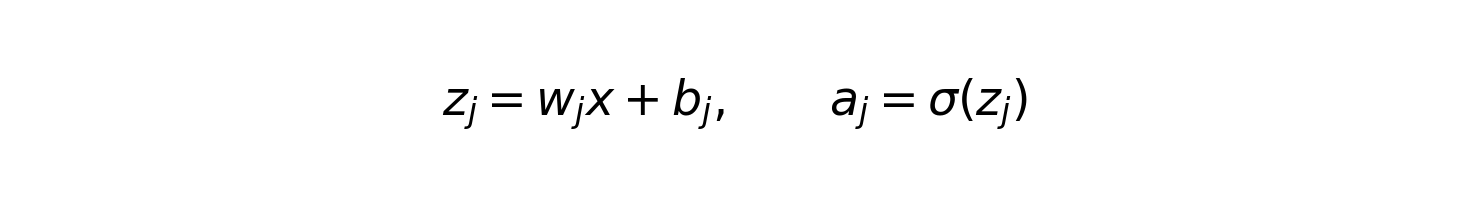 z_j = w_j x + b_j,  a_j = σ(z_j)